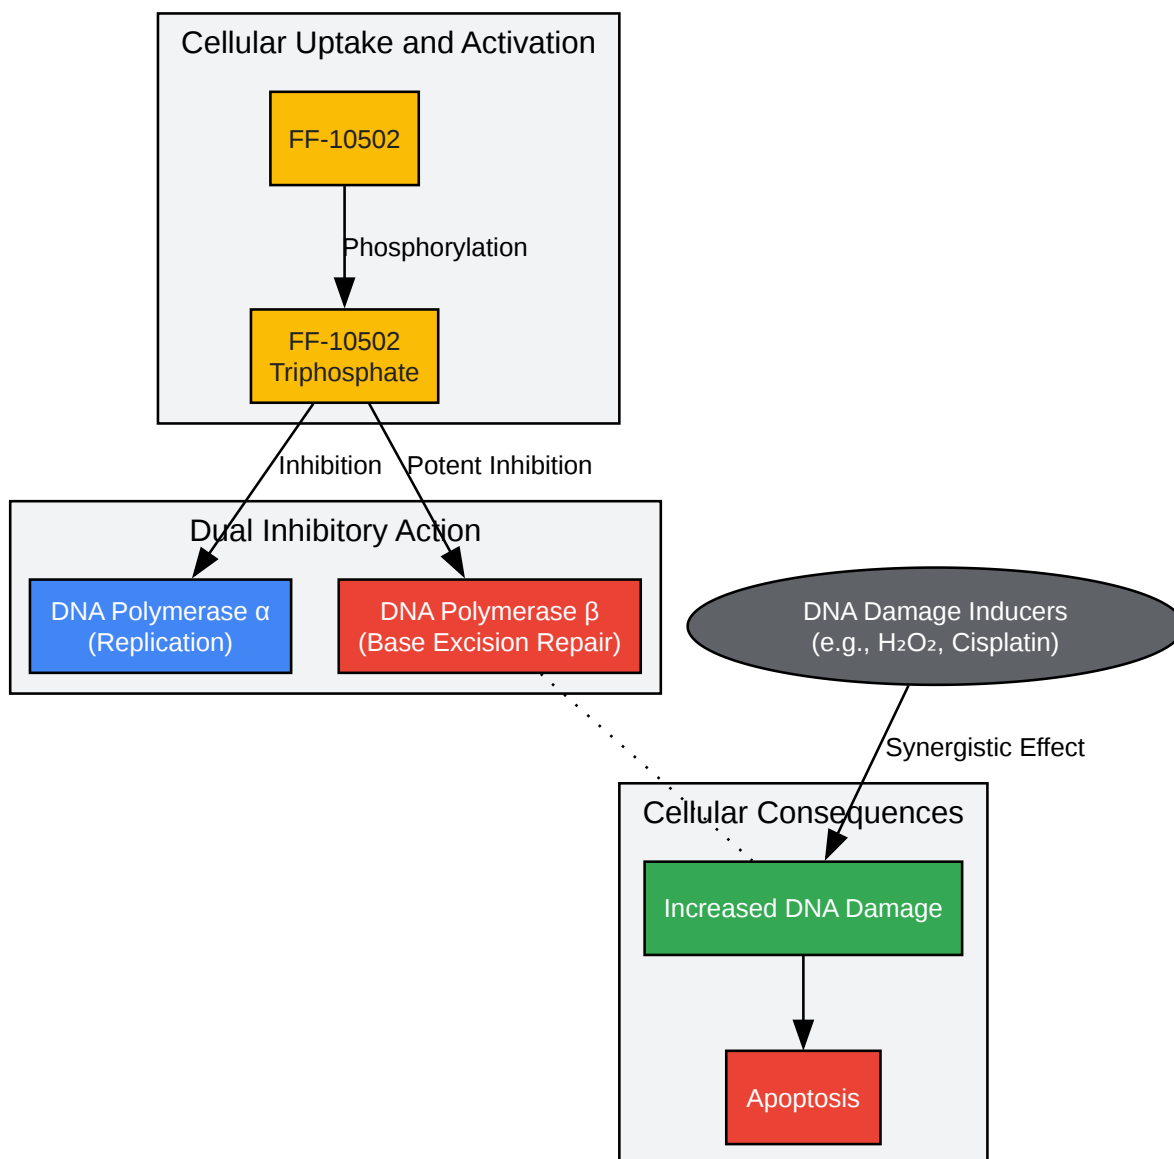 Cellular Uptake and Activation
FF-10502
Phosphorylation
FF-10502
Triphosphate
Inhibition
Potent Inhibition
Dual Inhibitory Action
DNA Polymerase α
(Replication)
DNA Polymerase β
(Base Excision Repair)
DNA Damage Inducers
(e.g., H₂O₂, Cisplatin)
Synergistic Effect
Cellular Consequences
Increased DNA Damage
Apoptosis